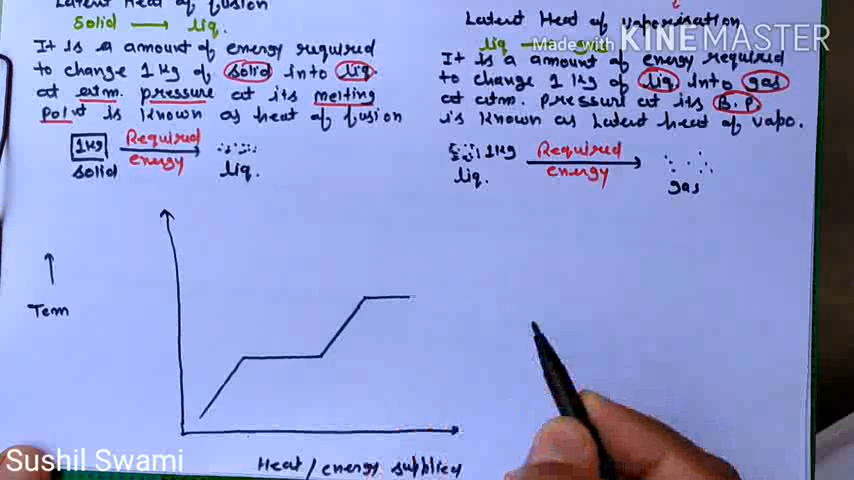 Latent Heat of fusion
Solid → liq.
It is a amount of energy required
to change 1 Kg of solid into liq.
at atm. pressure at its melting
point is known as heat of fusion
1Kg Required energy
solid liq.
Latent Heat of vaporisation
liq
Made with KINEMASTER
It is a amount of energy required
to change 1 Kg of liq. into gas
at atm. pressure at its B.P.
is known as Latent heat of vapo.
1Kg Required energy
liq. gas
Tem
Heat/energy supplied
Sushil Swami